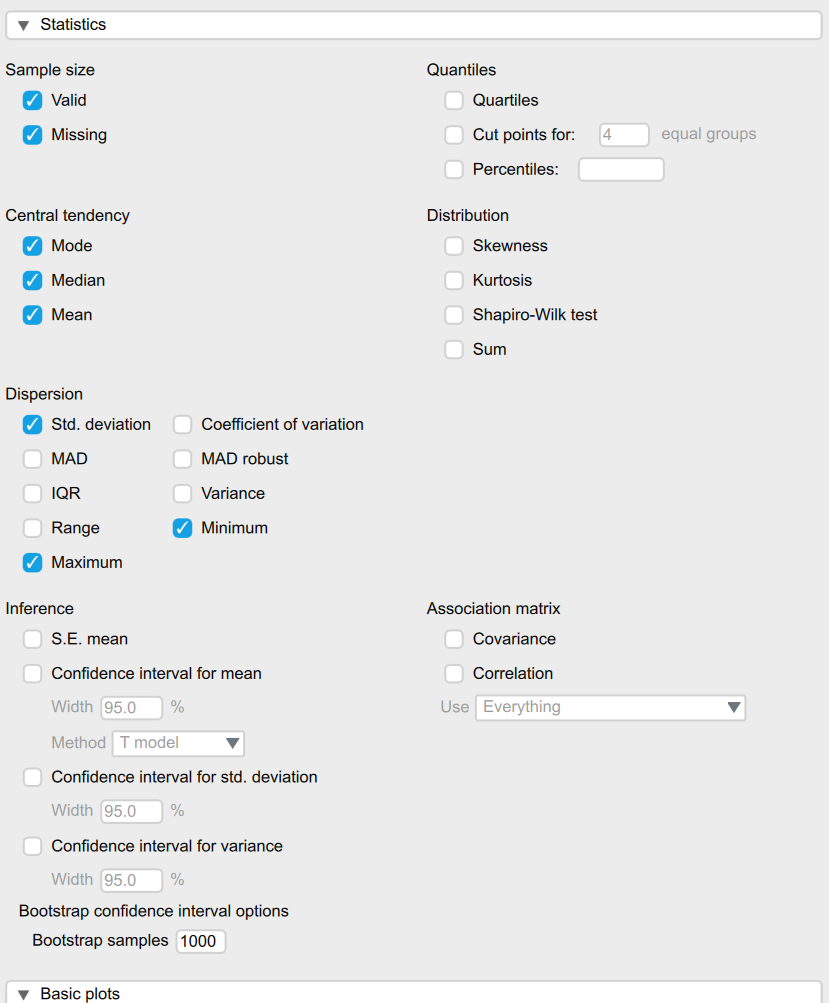 Statistics
Sample size
Valid
Missing
Quantiles
Quartiles
Cut points for: 4 equal groups
Percentiles:
Central tendency
Mode
Median
Mean
Distribution
Skewness
Kurtosis
Shapiro-Wilk test
Sum
Dispersion
Std. deviation Coefficient of variation
MAD MAD robust
IQR Variance
Range Minimum
Maximum
Inference
S.E. mean
Confidence interval for mean
Width 95.0 %
Method T model
Confidence interval for std. deviation
Width 95.0 %
Confidence interval for variance
Width 95.0 %
Bootstrap confidence interval options
Bootstrap samples 1000
Association matrix
Covariance
Correlation
Use Everything
Basic plots